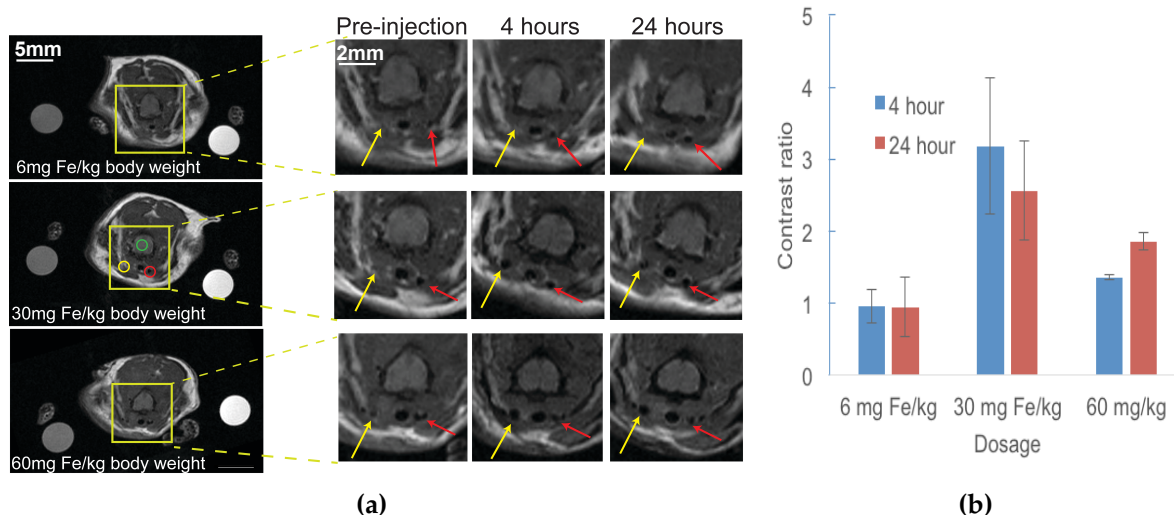 Pre-injection 4 hours 24 hours
5mm
2mm
6mg Fe/kg body weight
30mg Fe/kg body weight
60mg Fe/kg body weight
(a)
5
4
3
2
1
0
Contrast ratio
4 hour
24 hour
6 mg Fe/kg 30 mg Fe/kg 60 mg/kg
Dosage
(b)